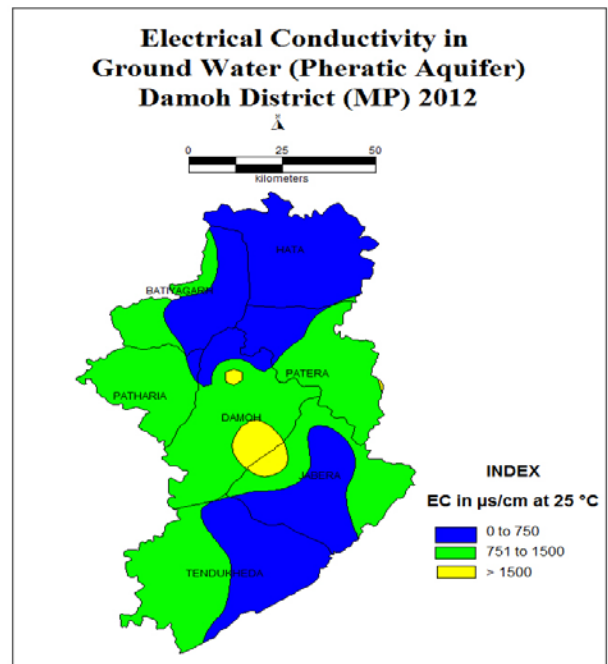 Electrical Conductivity in
Ground Water (Pheratic Aquifer)
Damoh District (MP) 2012
N
0 25 50
kilometers
HATA
BATIYAGARH
PATERA
PATHARIA
DAMOH
JABERA
TENDUKHEDA
INDEX
EC in µs/cm at 25 °C
0 to 750
751 to 1500
> 1500